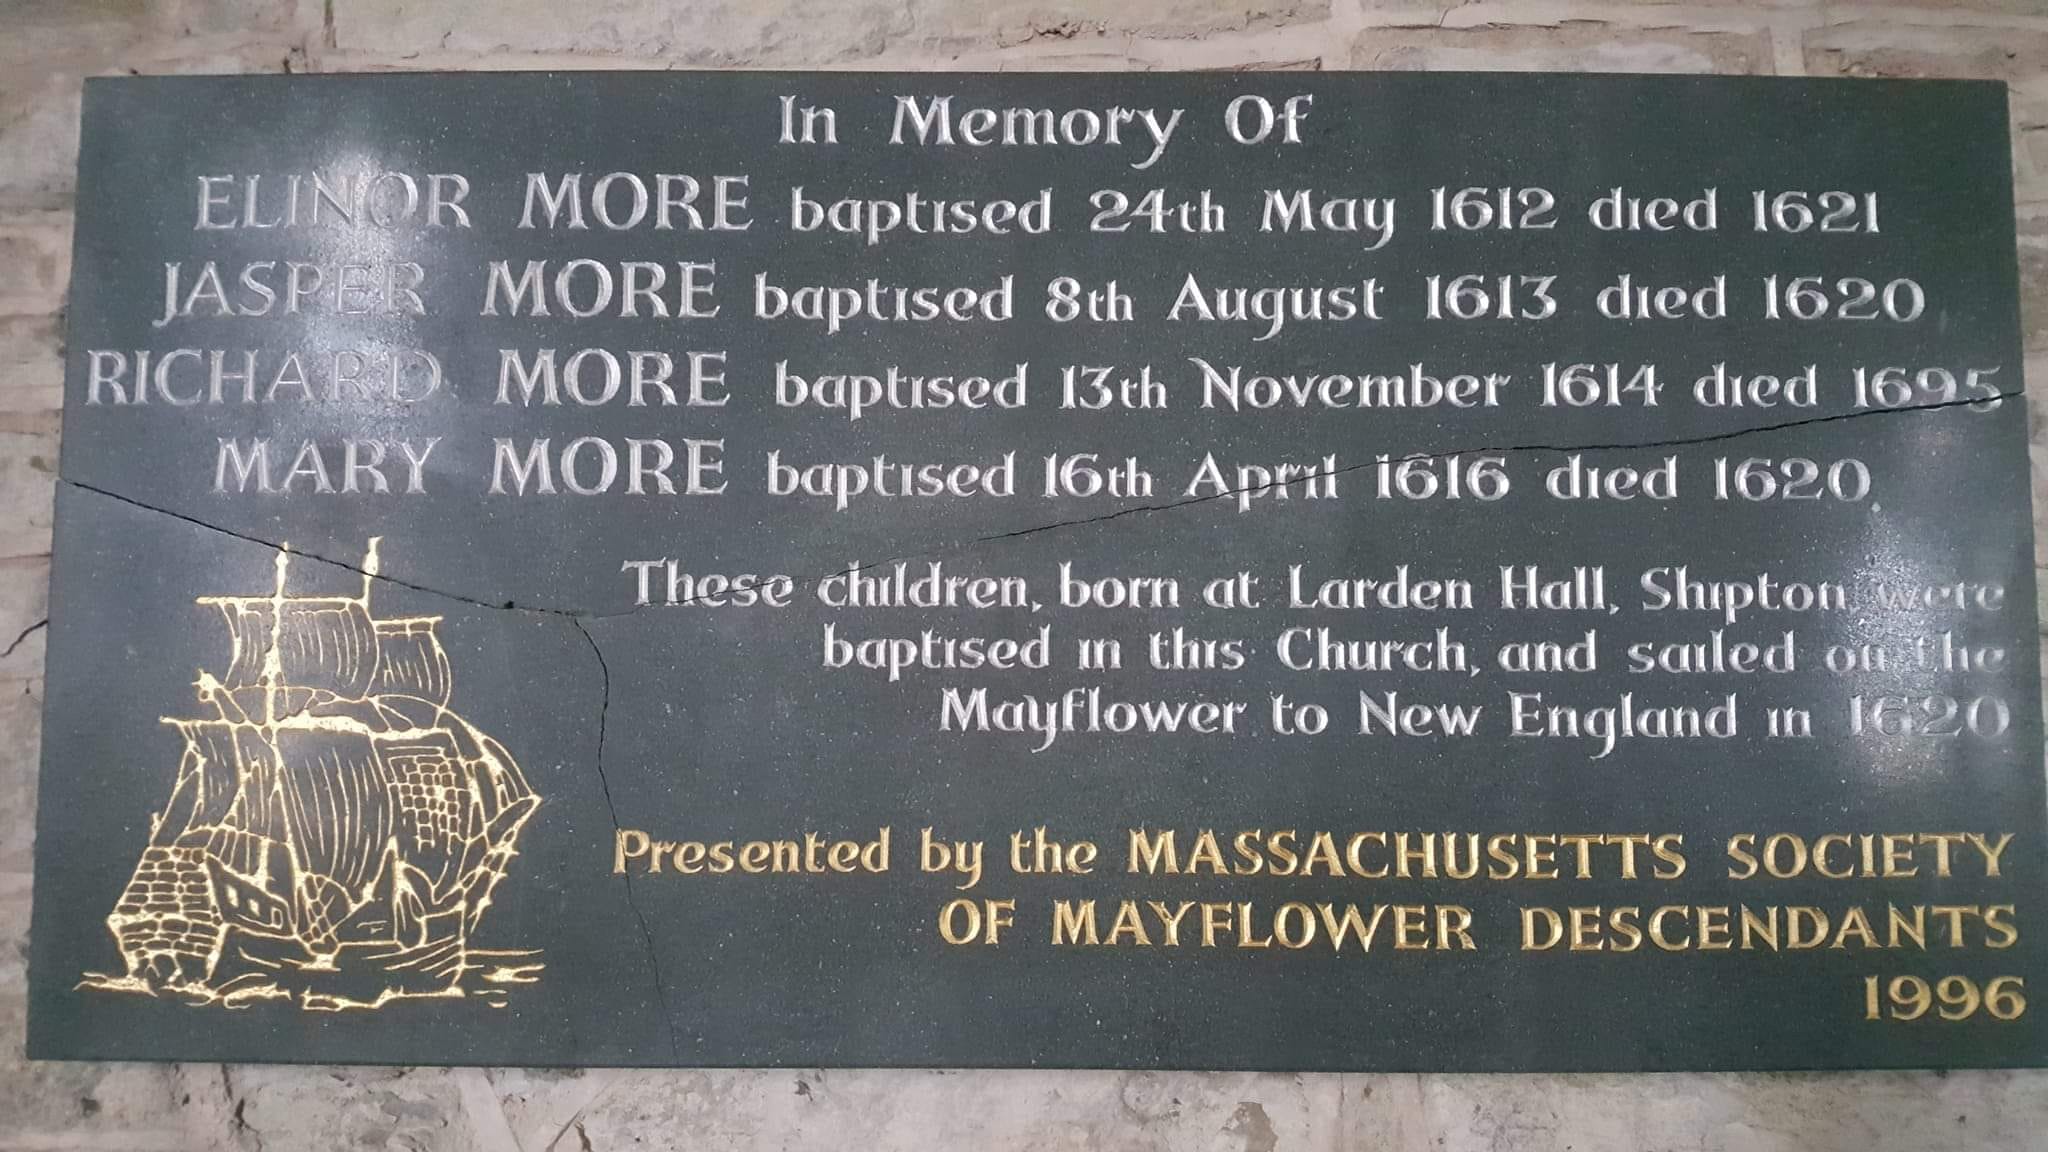 In Memory Of
ELINOR MORE baptised 24th May 1612 died 1621
JASPER MORE baptised 8th August 1613 died 1620
RICHARD MORE baptised 13th November 1614 died 1695
MARY MORE baptised 16th April 1616 died 1620
These children, born at Larden Hall, Shipton were
baptised in this Church, and sailed on the
Mayflower to New England in 1620
Presented by the MASSACHUSETTS SOCIETY
OF MAYFLOWER DESCENDANTS
1996